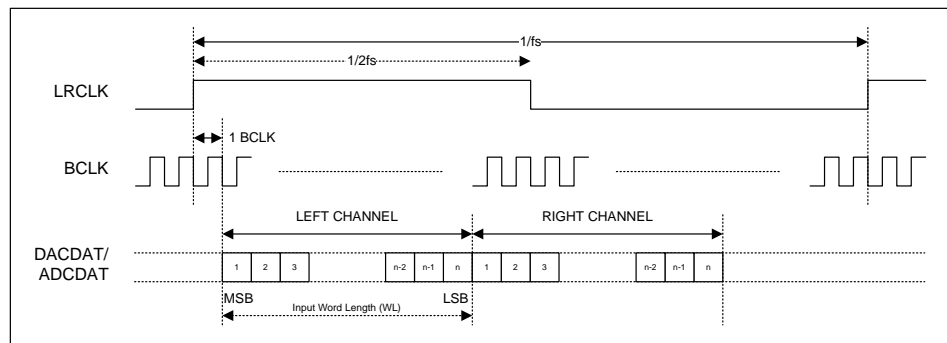 1/fs
1/2fs
LRCLK
1 BCLK
BCLK
LEFT CHANNEL
RIGHT CHANNEL
DACDAT/
ADCDAT
1 2 3 n-2 n-1 n 1 2 3 n-2 n-1 n
MSB LSB
Input Word Length (WL)